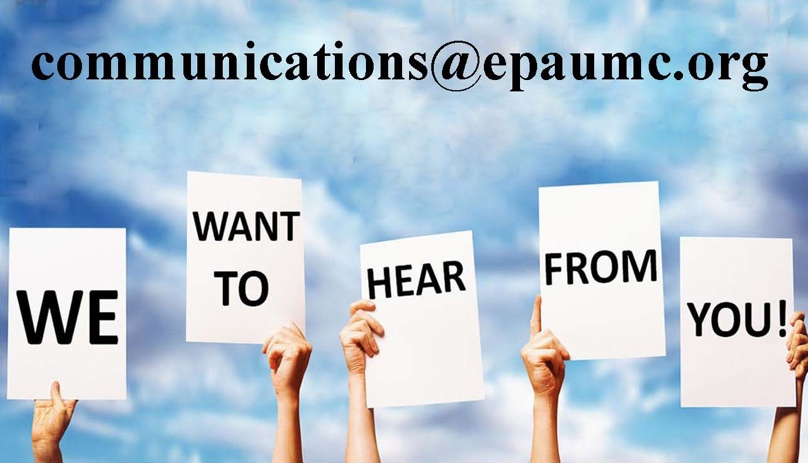 communications@epaumc.org
WE
WANT
TO
HEAR
FROM
YOU!